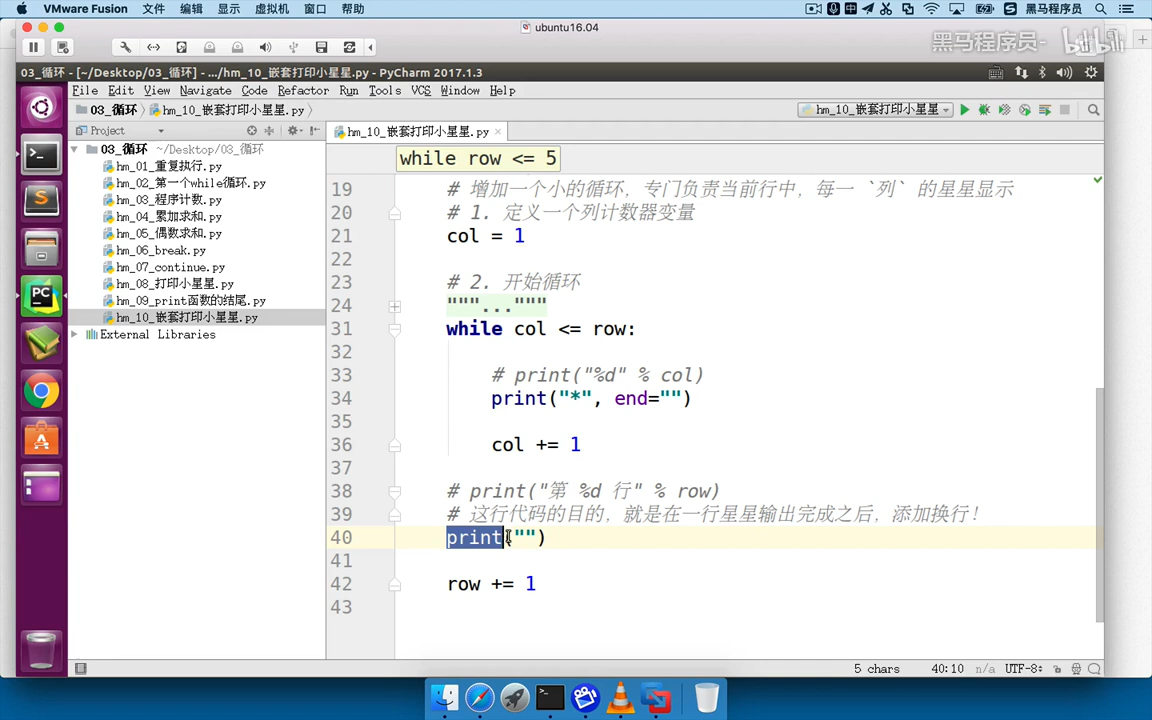 VMware Fusion 文件 编辑 显示 虚拟机 窗口 帮助 黑马程序员
ubuntu16.04
黑马程序员- bilibili
03_循环 - [~/Desktop/03_循环] - .../hm_10_嵌套打印小星星.py - PyCharm 2017.1.3
File Edit View Navigate Code Refactor Run Tools VCS Window Help
03_循环 hm_10_嵌套打印小星星.py hm_10_嵌套打印小星星
Project hm_10_嵌套打印小星星.py
03_循环 ~/Desktop/03_循环
hm_01_重复执行.py
hm_02_第一个while循环.py
hm_03_程序计数.py
hm_04_累加求和.py
hm_05_偶数求和.py
hm_06_break.py
hm_07_continue.py
hm_08_打印小星星.py
hm_09_print函数的结尾.py
hm_10_嵌套打印小星星.py
External Libraries
while row <= 5
19 # 增加一个小的循环，专门负责当前行中，每一 `列` 的星星显示
20 # 1. 定义一个列计数器变量
21 col = 1
22
23 # 2. 开始循环
24 """..."""
31 while col <= row:
32
33 # print("%d" % col)
34 print("*", end="")
35
36 col += 1
37
38 # print("第 %d 行" % row)
39 # 这行代码的目的，就是在一行星星输出完成之后，添加换行！
40 print("")
41
42 row += 1
43
5 chars 40:10 n/a UTF-8